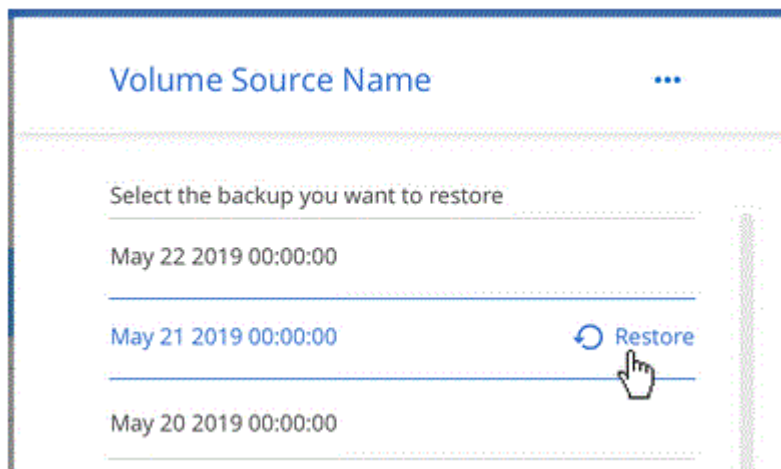 Volume Source Name
Select the backup you want to restore
May 22 2019 00:00:00
May 21 2019 00:00:00 Restore
May 20 2019 00:00:00